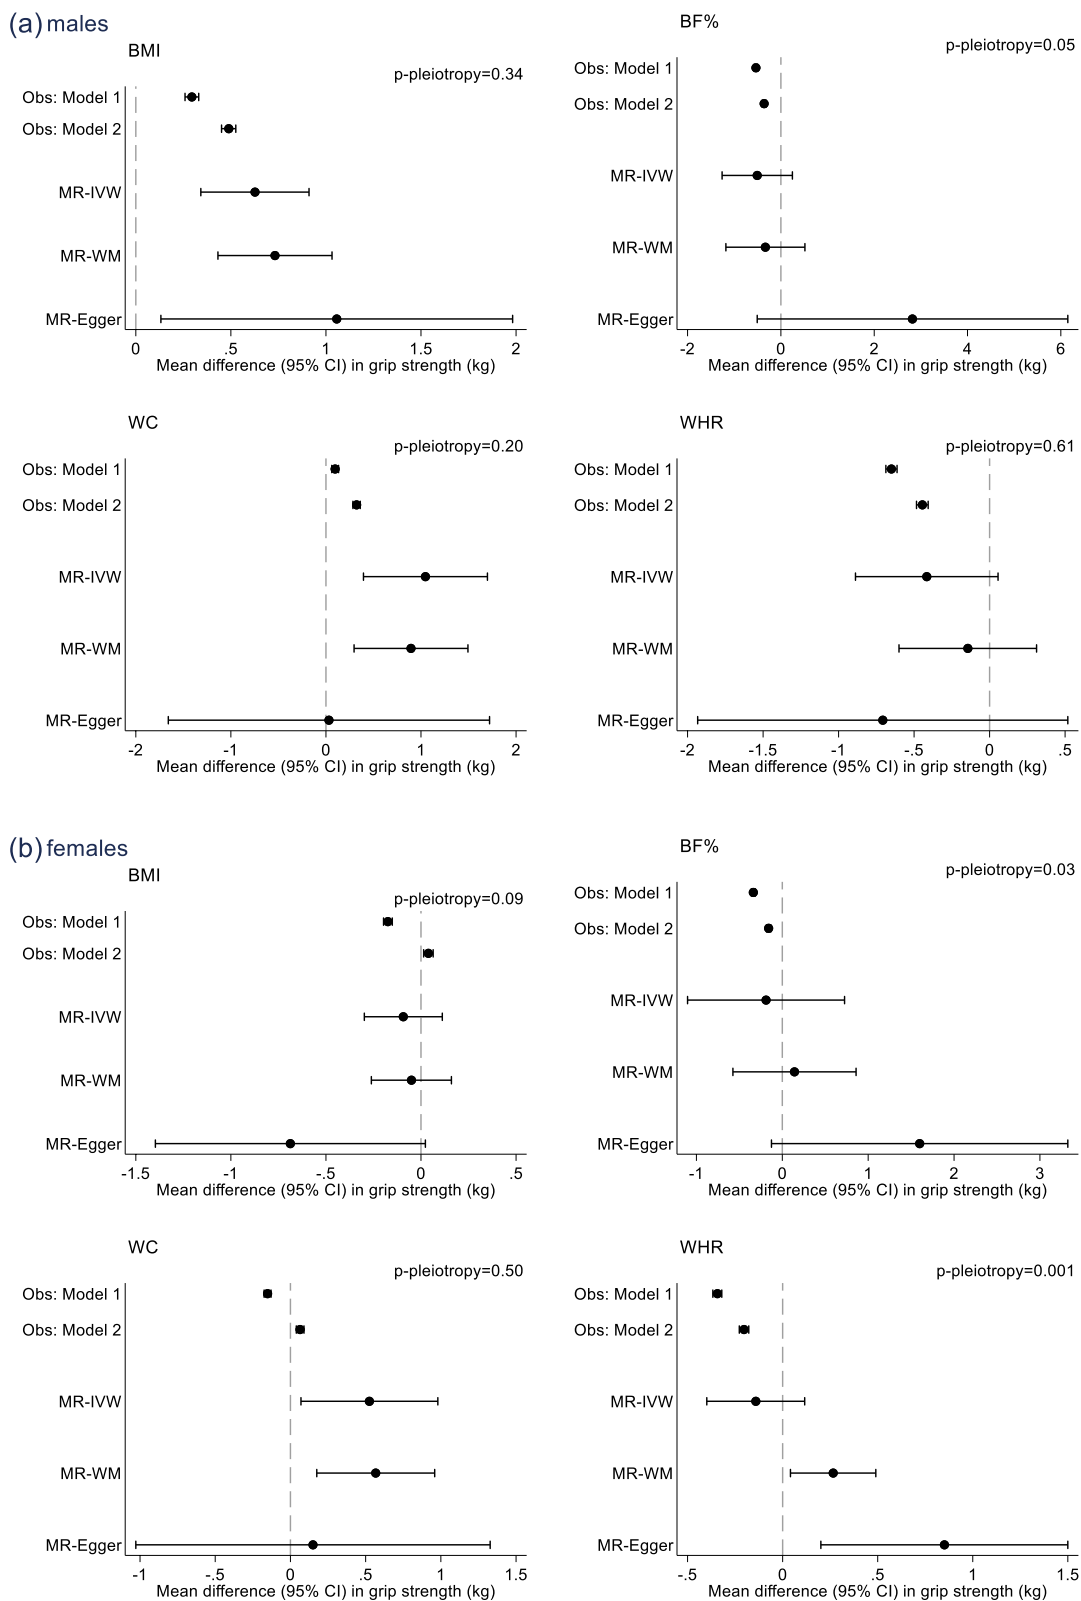 (a) males
BMI
p-pleiotropy=0.34
Obs: Model 1
Obs: Model 2
MR-IVW
MR-WM
MR-Egger
0 .5 1 1.5 2
Mean difference (95% CI) in grip strength (kg)
BF%
p-pleiotropy=0.05
Obs: Model 1
Obs: Model 2
MR-IVW
MR-WM
MR-Egger
-2 0 2 4 6
Mean difference (95% CI) in grip strength (kg)
WC
p-pleiotropy=0.20
Obs: Model 1
Obs: Model 2
MR-IVW
MR-WM
MR-Egger
-2 -1 0 1 2
Mean difference (95% CI) in grip strength (kg)
WHR
p-pleiotropy=0.61
Obs: Model 1
Obs: Model 2
MR-IVW
MR-WM
MR-Egger
-2 -1.5 -1 -.5 0 .5
Mean difference (95% CI) in grip strength (kg)
(b) females
BMI
p-pleiotropy=0.09
Obs: Model 1
Obs: Model 2
MR-IVW
MR-WM
MR-Egger
-1.5 -1 -.5 0 .5
Mean difference (95% CI) in grip strength (kg)
BF%
p-pleiotropy=0.03
Obs: Model 1
Obs: Model 2
MR-IVW
MR-WM
MR-Egger
-1 0 1 2 3
Mean difference (95% CI) in grip strength (kg)
WC
p-pleiotropy=0.50
Obs: Model 1
Obs: Model 2
MR-IVW
MR-WM
MR-Egger
-1 -.5 0 .5 1 1.5
Mean difference (95% CI) in grip strength (kg)
WHR
p-pleiotropy=0.001
Obs: Model 1
Obs: Model 2
MR-IVW
MR-WM
MR-Egger
-.5 0 .5 1 1.5
Mean difference (95% CI) in grip strength (kg)